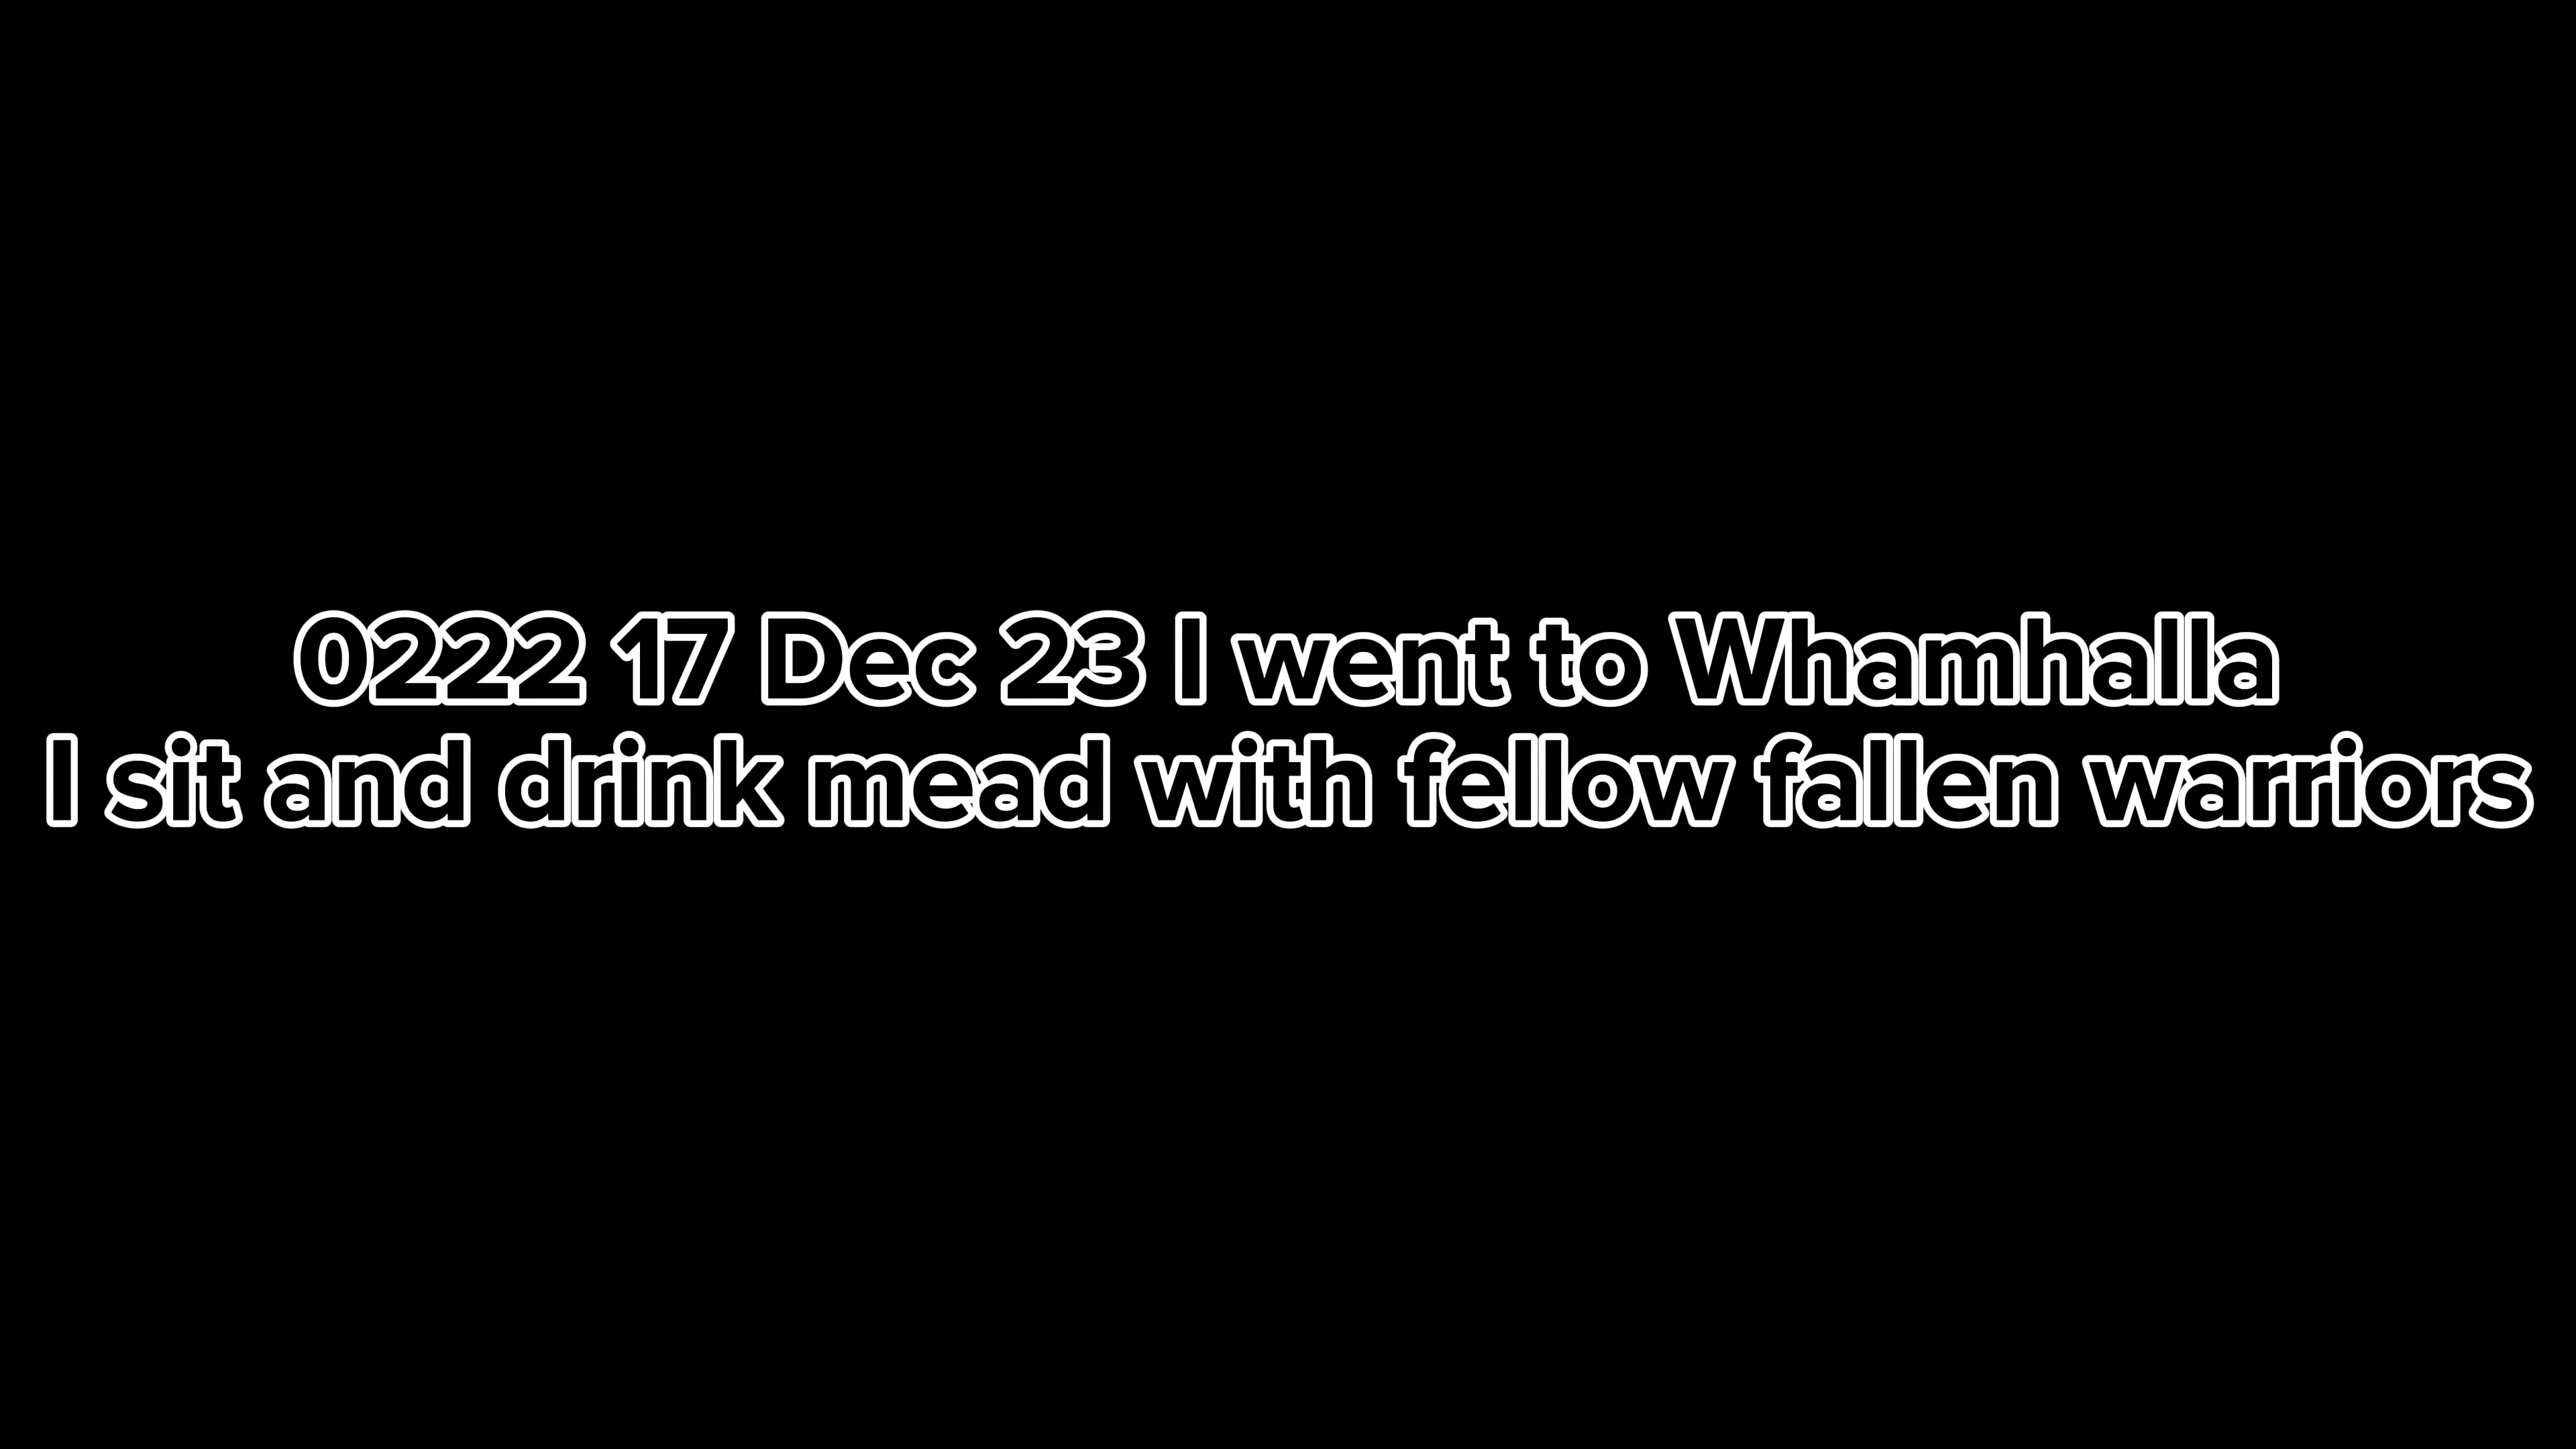 0222 17 Dec 23 I went to Whamhalla
I sit and drink mead with fellow fallen warriors